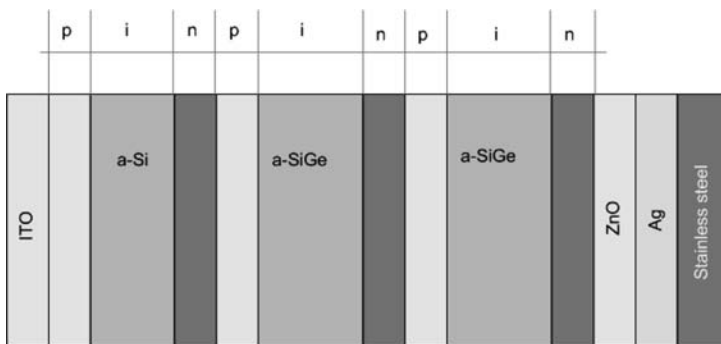 p i n p i n p i n
a-Si a-SiGe a-SiGe
ITO
ZnO
Ag
Stainless steel